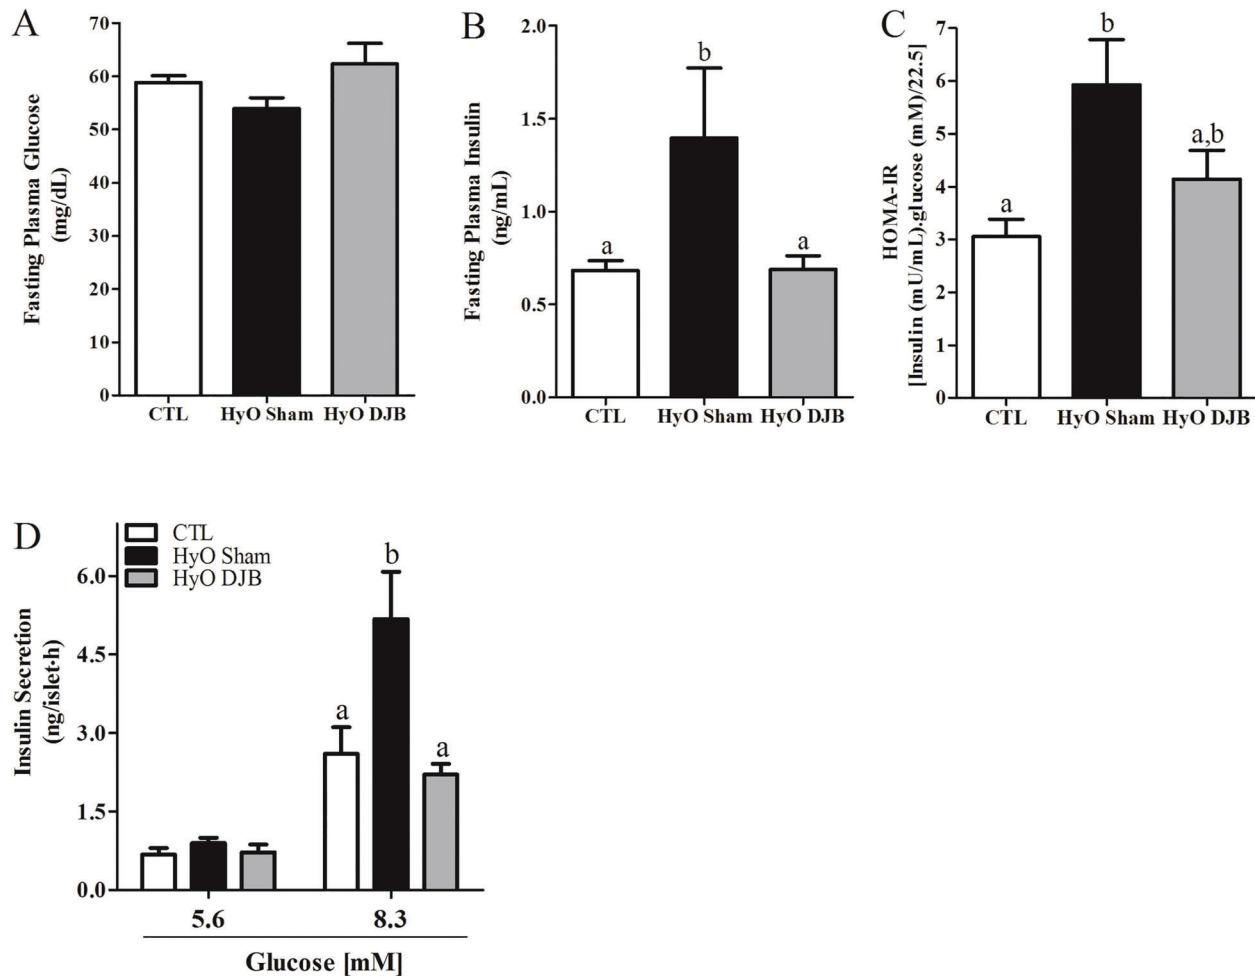 A
Fasting Plasma Glucose
(mg/dL)
70
60
50
40
30
20
10
0
CTL
HyO Sham
HyO DJB
B
Fasting Plasma Insulin
(ng/mL)
2.0
1.5
1.0
0.5
0.0
a
b
a
CTL
HyO Sham
HyO DJB
C
HOMA-IR
[Insulin (mU/mL).glucose (mM)/22.5]
7
6
5
4
3
2
1
0
a
b
a,b
CTL
HyO Sham
HyO DJB
D
CTL
HyO Sham
HyO DJB
Insulin Secretion
(ng/islet·h)
6.0
4.5
3.0
1.5
0.0
a
b
a
5.6
8.3
Glucose [mM]